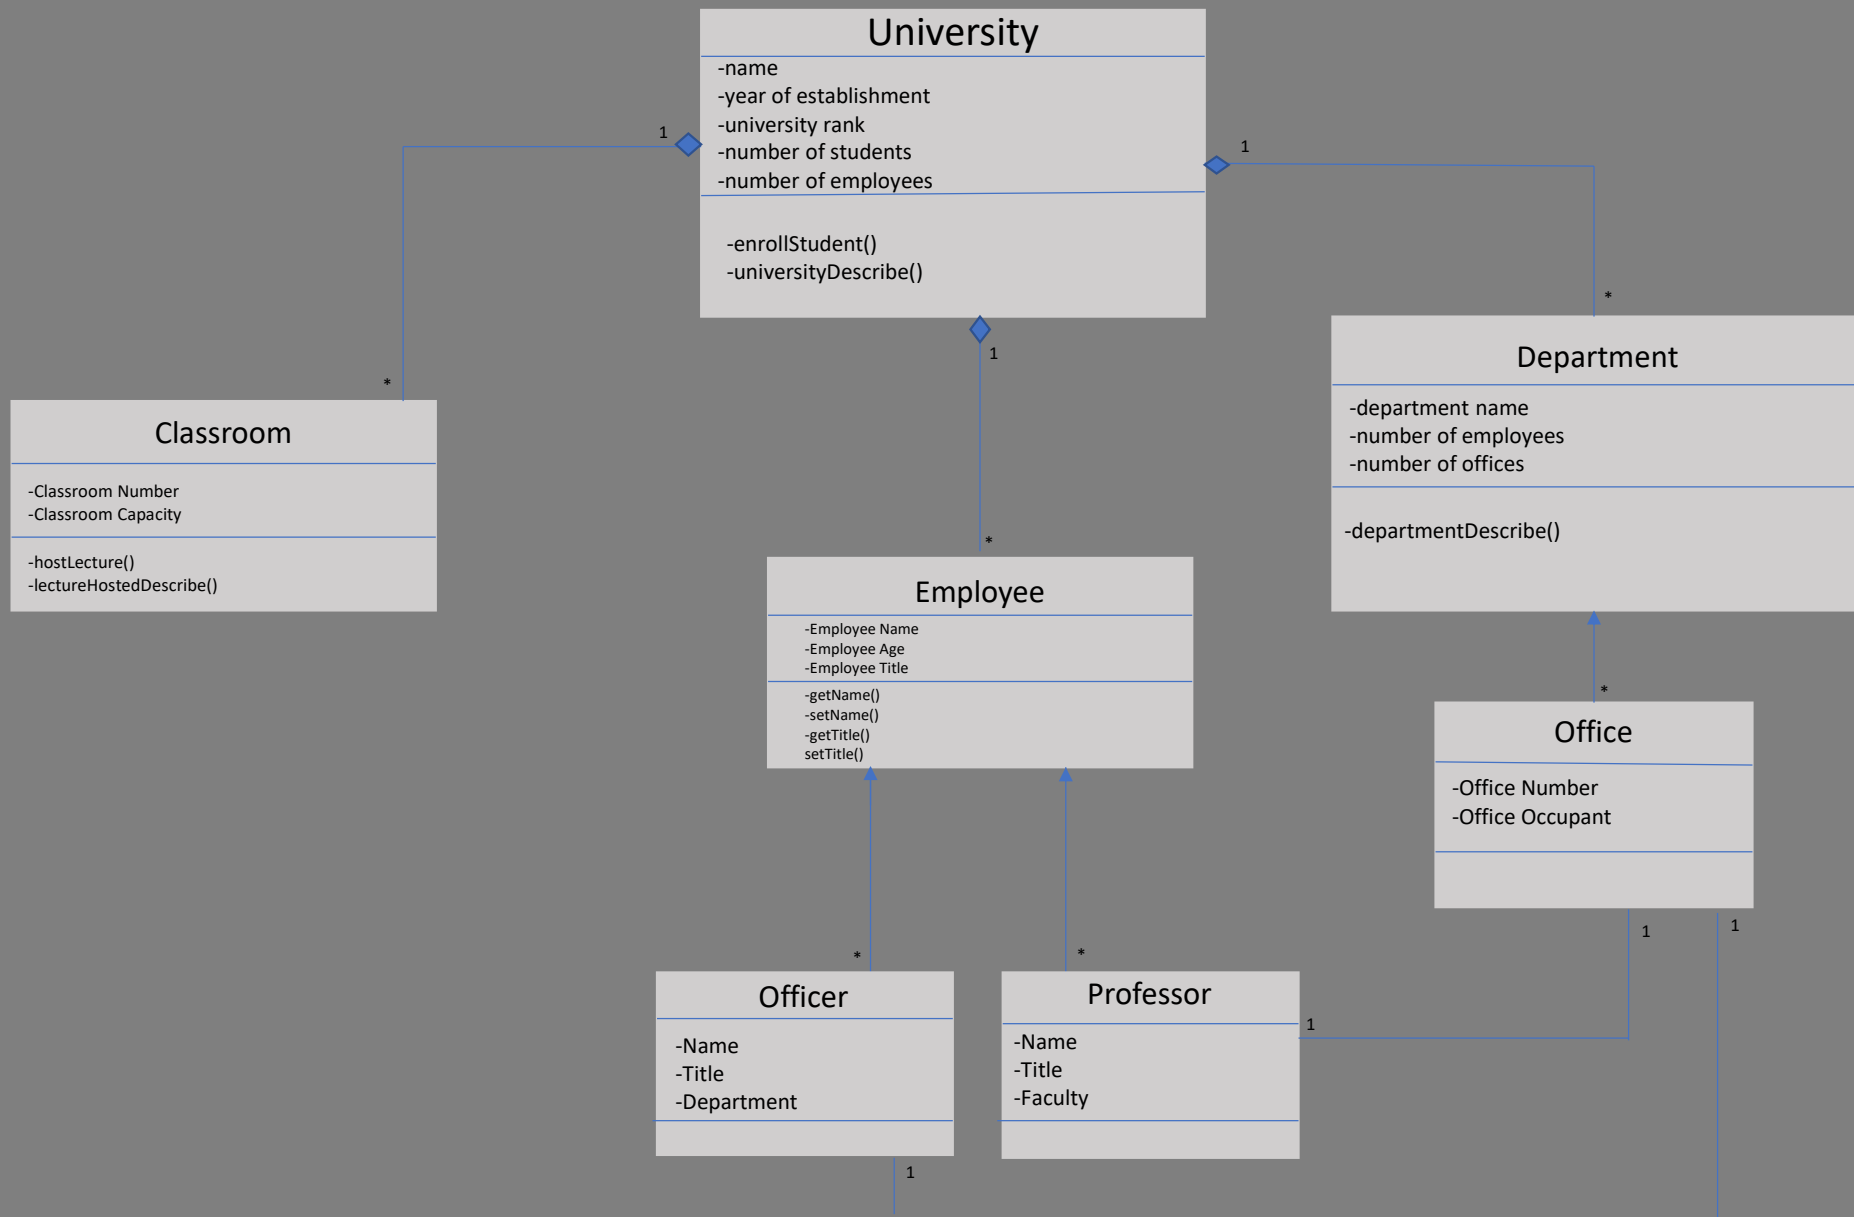 University
-name
-year of establishment
-university rank
-number of students
-number of employees
-enrollStudent()
-universityDescribe()
1
1
1
*
*
*
Classroom
-Classroom Number
-Classroom Capacity
-hostLecture()
-lectureHostedDescribe()
Department
-department name
-number of employees
-number of offices
-departmentDescribe()
Employee
-Employee Name
-Employee Age
-Employee Title
-getName()
-setName()
-getTitle()
setTitle()
*
Office
-Office Number
-Office Occupant
1
1
*
*
Officer
-Name
-Title
-Department
1
Professor
-Name
-Title
-Faculty
1